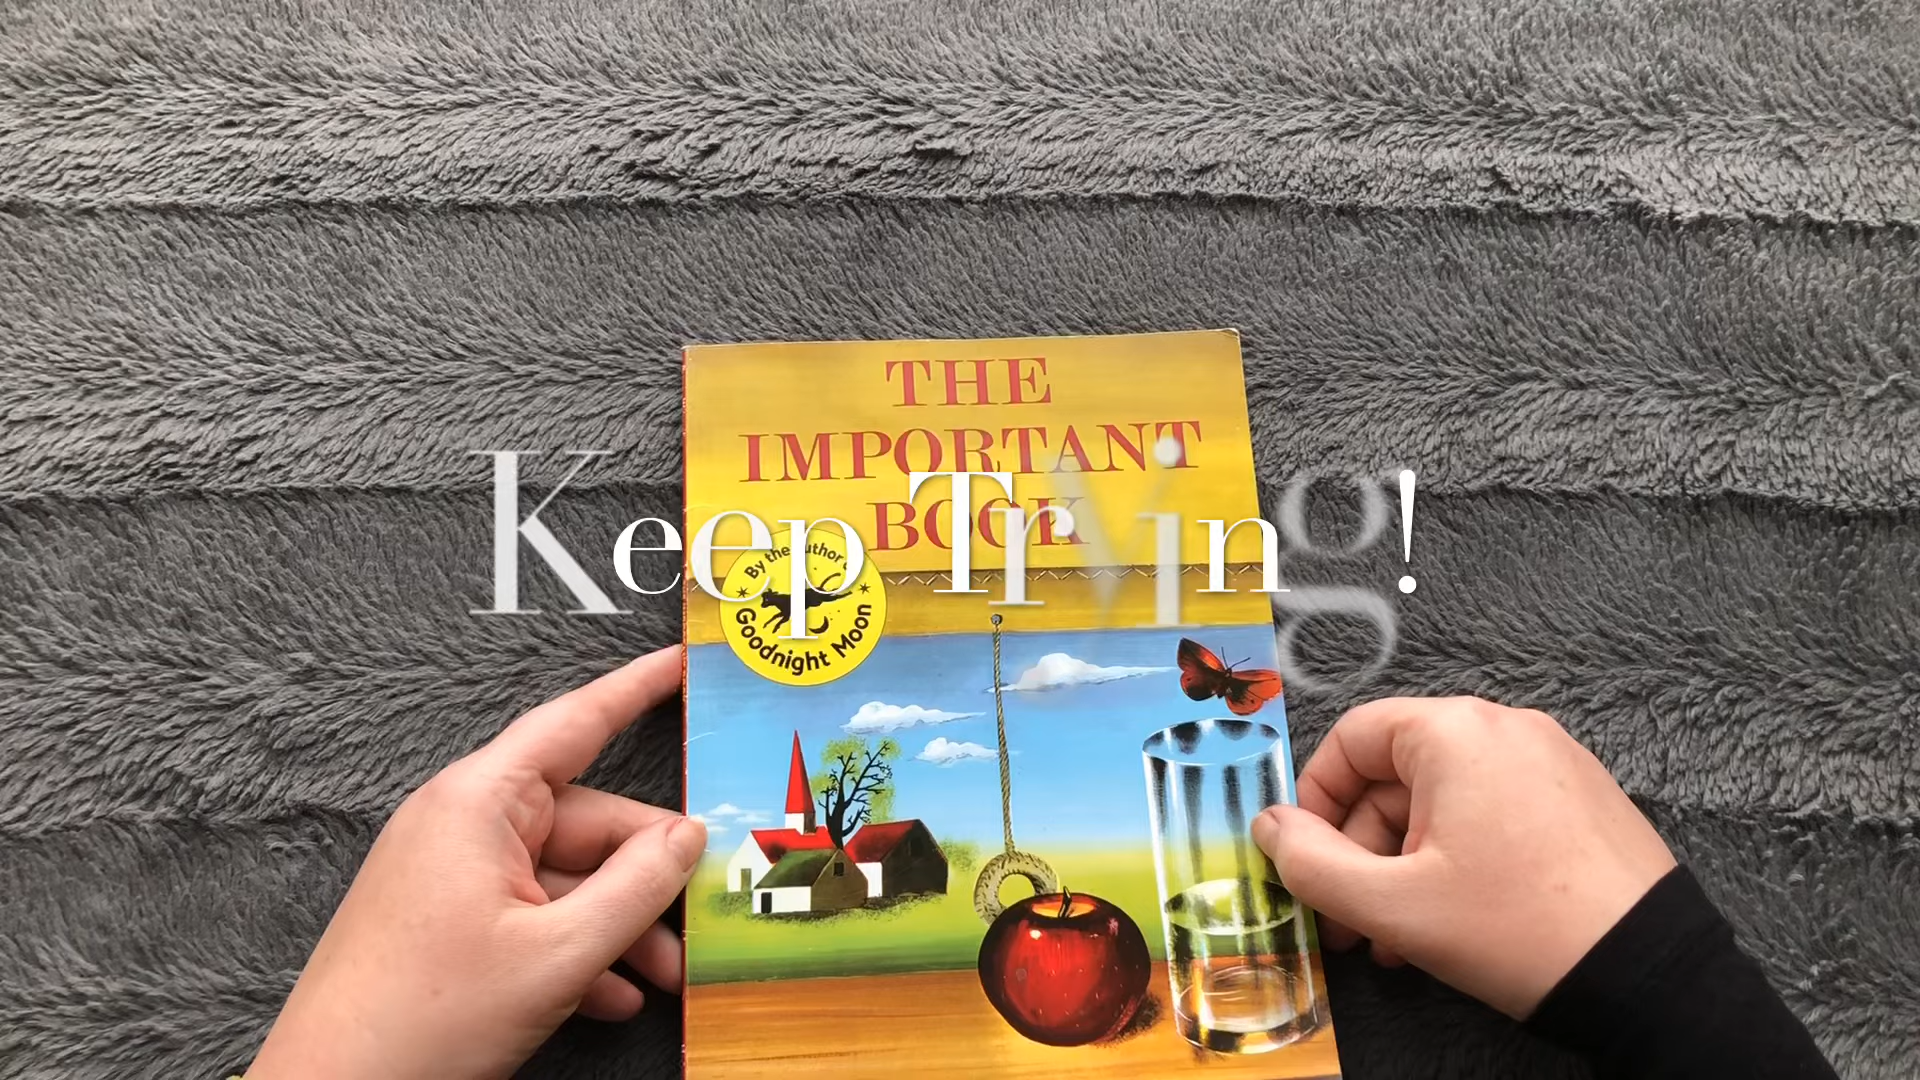 THE
IMPORTANT
BOOK
Keep Trying!
By the author of
Goodnight Moon